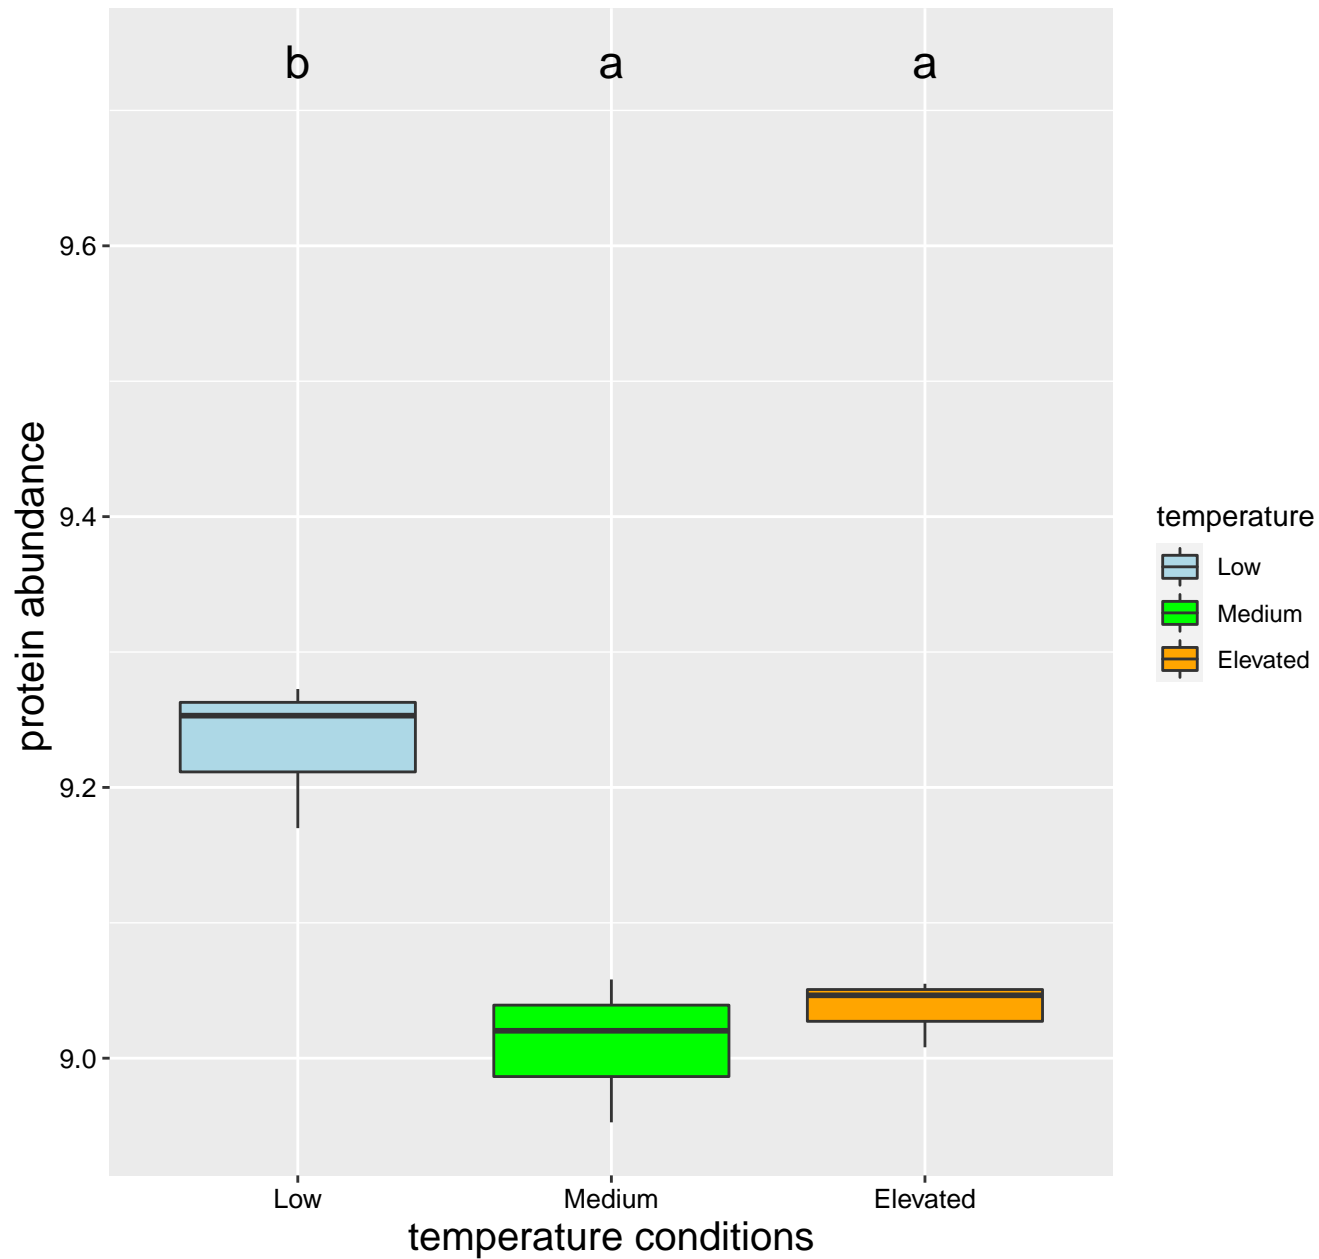 b a a
9.6
9.4
9.2
9.0
protein abundance
Low Medium Elevated
temperature conditions
temperature
Low
Medium
Elevated